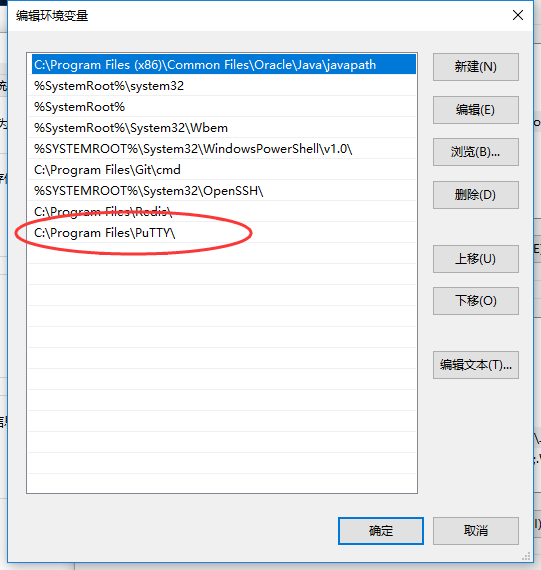 编辑环境变量
C:\Program Files (x86)\Common Files\Oracle\Java\javapath
%SystemRoot%\system32
%SystemRoot%
%SystemRoot%\System32\Wbem
%SYSTEMROOT%\System32\WindowsPowerShell\v1.0\
C:\Program Files\Git\cmd
%SYSTEMROOT%\System32\OpenSSH\
C:\Program Files\Redis\
C:\Program Files\PuTTY\
新建(N)
编辑(E)
浏览(B)...
删除(D)
上移(U)
下移(O)
编辑文本(T)...
确定
取消